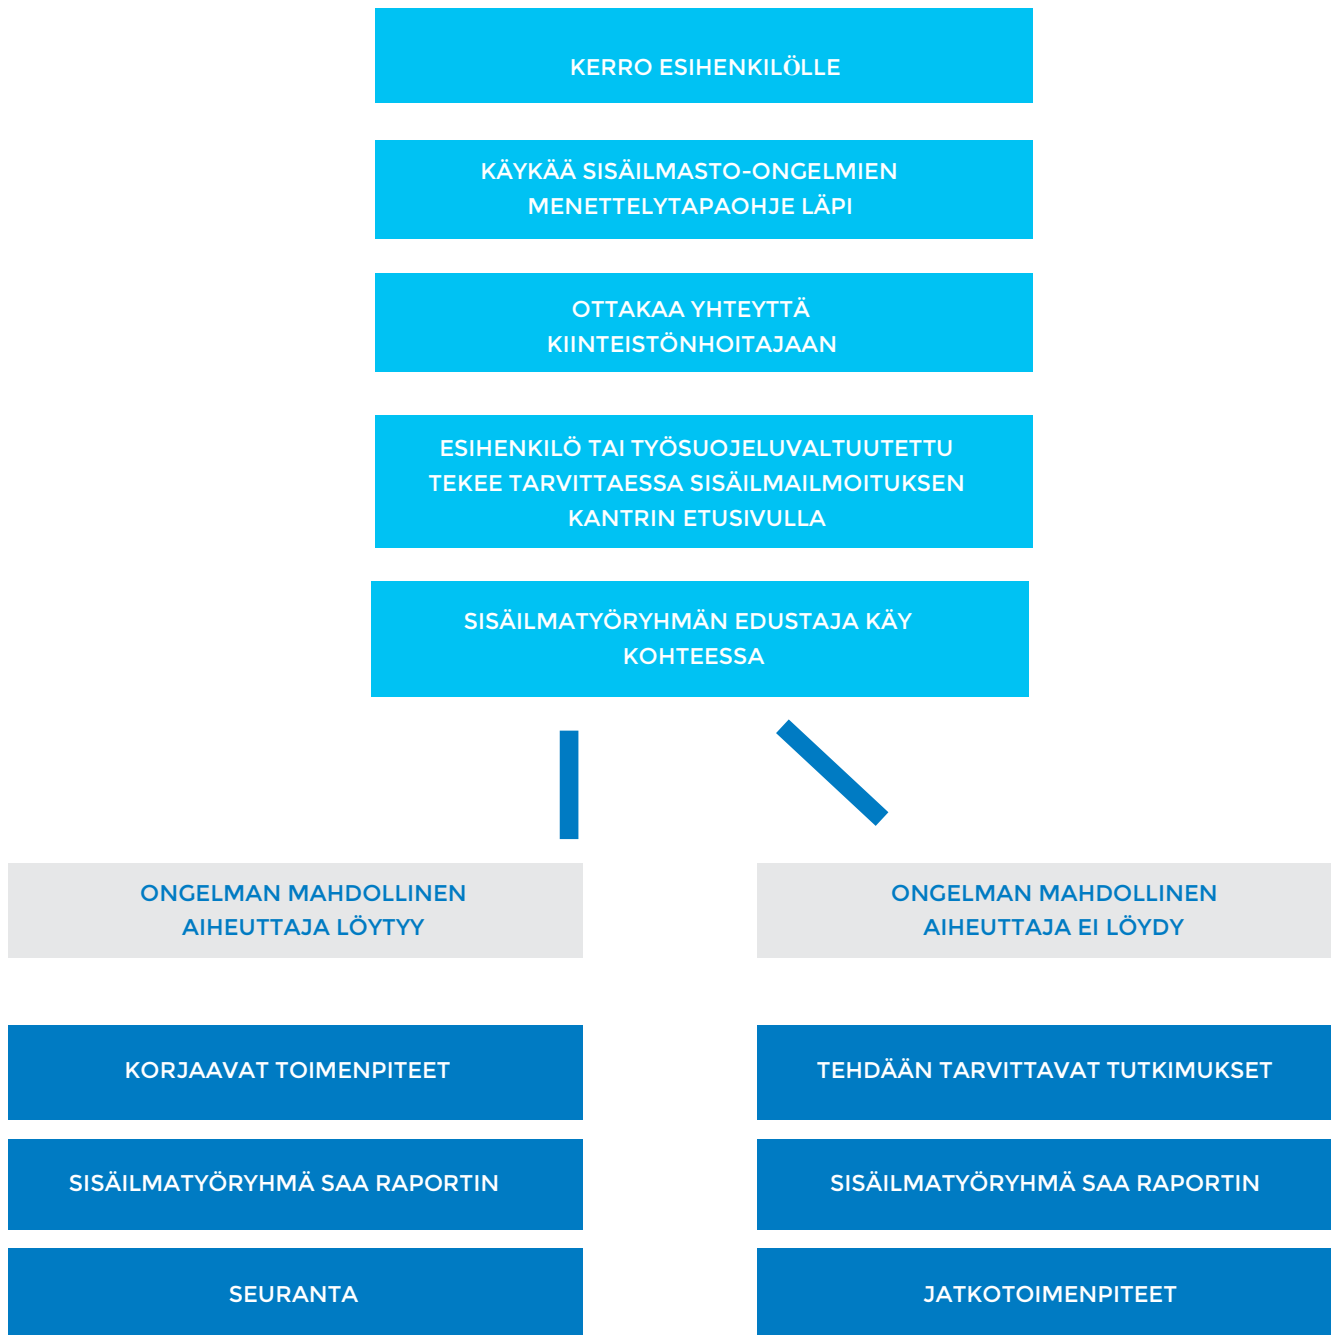 KERRO ESIHENKILÖLLE
KÄYKÄÄ SISÄILMASTO-ONGELMIEN
MENETTELYTAPAOHJE LÄPI
OTTAKAA YHTEYTTÄ
KIINTEISTÖNHOITAJAAN
ESIHENKILÖ TAI TYÖSUOJELUVALTUUTETTU
TEKEE TARVITTAESSA SISÄILMAILMOITUKSEN
KANTRIN ETUSIVULLA
SISÄILMATYÖRYHMÄN EDUSTAJA KÄY
KOHTEESSA
ONGELMAN MAHDOLLINEN
AIHEUTTAJA LÖYTYY
KORJAAVAT TOIMENPITEET
SISÄILMATYÖRYHMÄ SAA RAPORTIN
SEURANTA
ONGELMAN MAHDOLLINEN
AIHEUTTAJA EI LÖYDY
TEHDÄÄN TARVITTAVAT TUTKIMUKSET
SISÄILMATYÖRYHMÄ SAA RAPORTIN
JATKOTOIMENPITEET